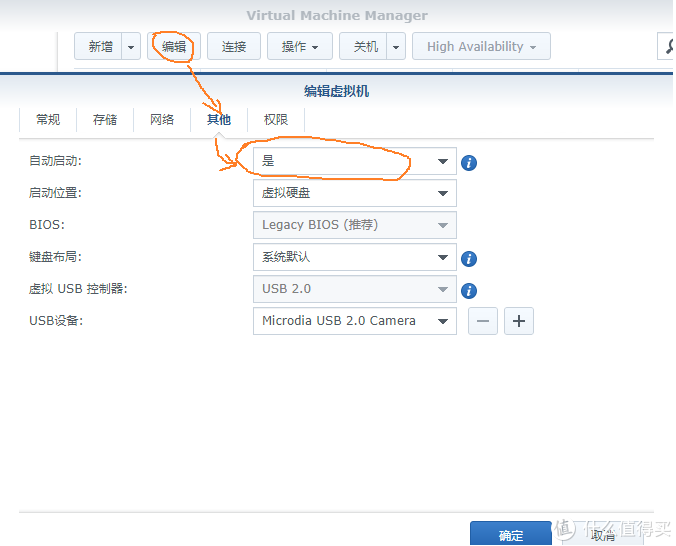 Virtual Machine Manager
新增 编辑 连接 操作 关机 High Availability
编辑虚拟机
常规 存储 网络 其他 权限
自动启动: 是
启动位置: 虚拟硬盘
BIOS: Legacy BIOS (推荐)
键盘布局: 系统默认
虚拟 USB 控制器: USB 2.0
USB设备: Microdia USB 2.0 Camera
确定 取消
值 什么值得买